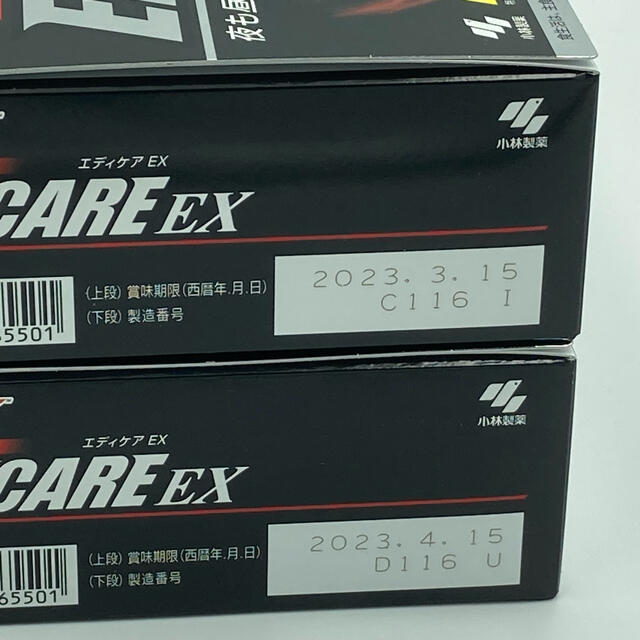 夜も昼
小林製薬
エディケア EX
CARE EX
(上段) 賞味期限(西暦年.月.日)
(下段) 製造番号
2023. 3. 15
C116 I
65501
小林製薬
エディケア EX
CARE EX
(上段) 賞味期限(西暦年.月.日)
(下段) 製造番号
2023. 4. 15
D116 U
65501